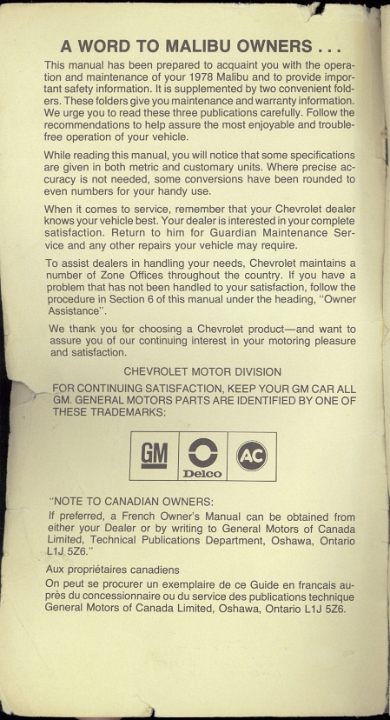 A WORD TO MALIBU OWNERS . . .
This manual has been prepared to acquaint you with the opera-
tion and maintenance of your 1978 Malibu and to provide impor-
tant safety information. It is supplemented by two convenient fold-
ers. These folders give you maintenance and warranty information.
We urge you to read these three publications carefully. Follow the
recommendations to help assure the most enjoyable and trouble-
free operation of your vehicle.
While reading this manual, you will notice that some specifications
are given in both metric and customary units. Where precise ac-
curacy is not needed, some conversions have been rounded to
even numbers for your handy use.
When it comes to service, remember that your Chevrolet dealer
knows your vehicle best. Your dealer is interested in your complete
satisfaction. Return to him for Guardian Maintenance Ser-
vice and any other repairs your vehicle may require.
To assist dealers in handling your needs, Chevrolet maintains a
number of Zone Offices throughout the country. If you have a
problem that has not been handled to your satisfaction, follow the
procedure in Section 6 of this manual under the heading, "Owner
Assistance".
We thank you for choosing a Chevrolet product—and want to
assure you of our continuing interest in your motoring pleasure
and satisfaction.
CHEVROLET MOTOR DIVISION
FOR CONTINUING SATISFACTION, KEEP YOUR GM CAR ALL
GM. GENERAL MOTORS PARTS ARE IDENTIFIED BY ONE OF
THESE TRADEMARKS:
GM Delco AC
"NOTE TO CANADIAN OWNERS:
If preferred, a French Owner's Manual can be obtained from
either your Dealer or by writing to General Motors of Canada
Limited, Technical Publications Department, Oshawa, Ontario
L1J 5Z6."
Aux propriétaires canadiens
On peut se procurer un exemplaire de ce Guide en francais au-
près du concessionnaire ou du service des publications technique
General Motors of Canada Limited, Oshawa, Ontario L1J 5Z6.